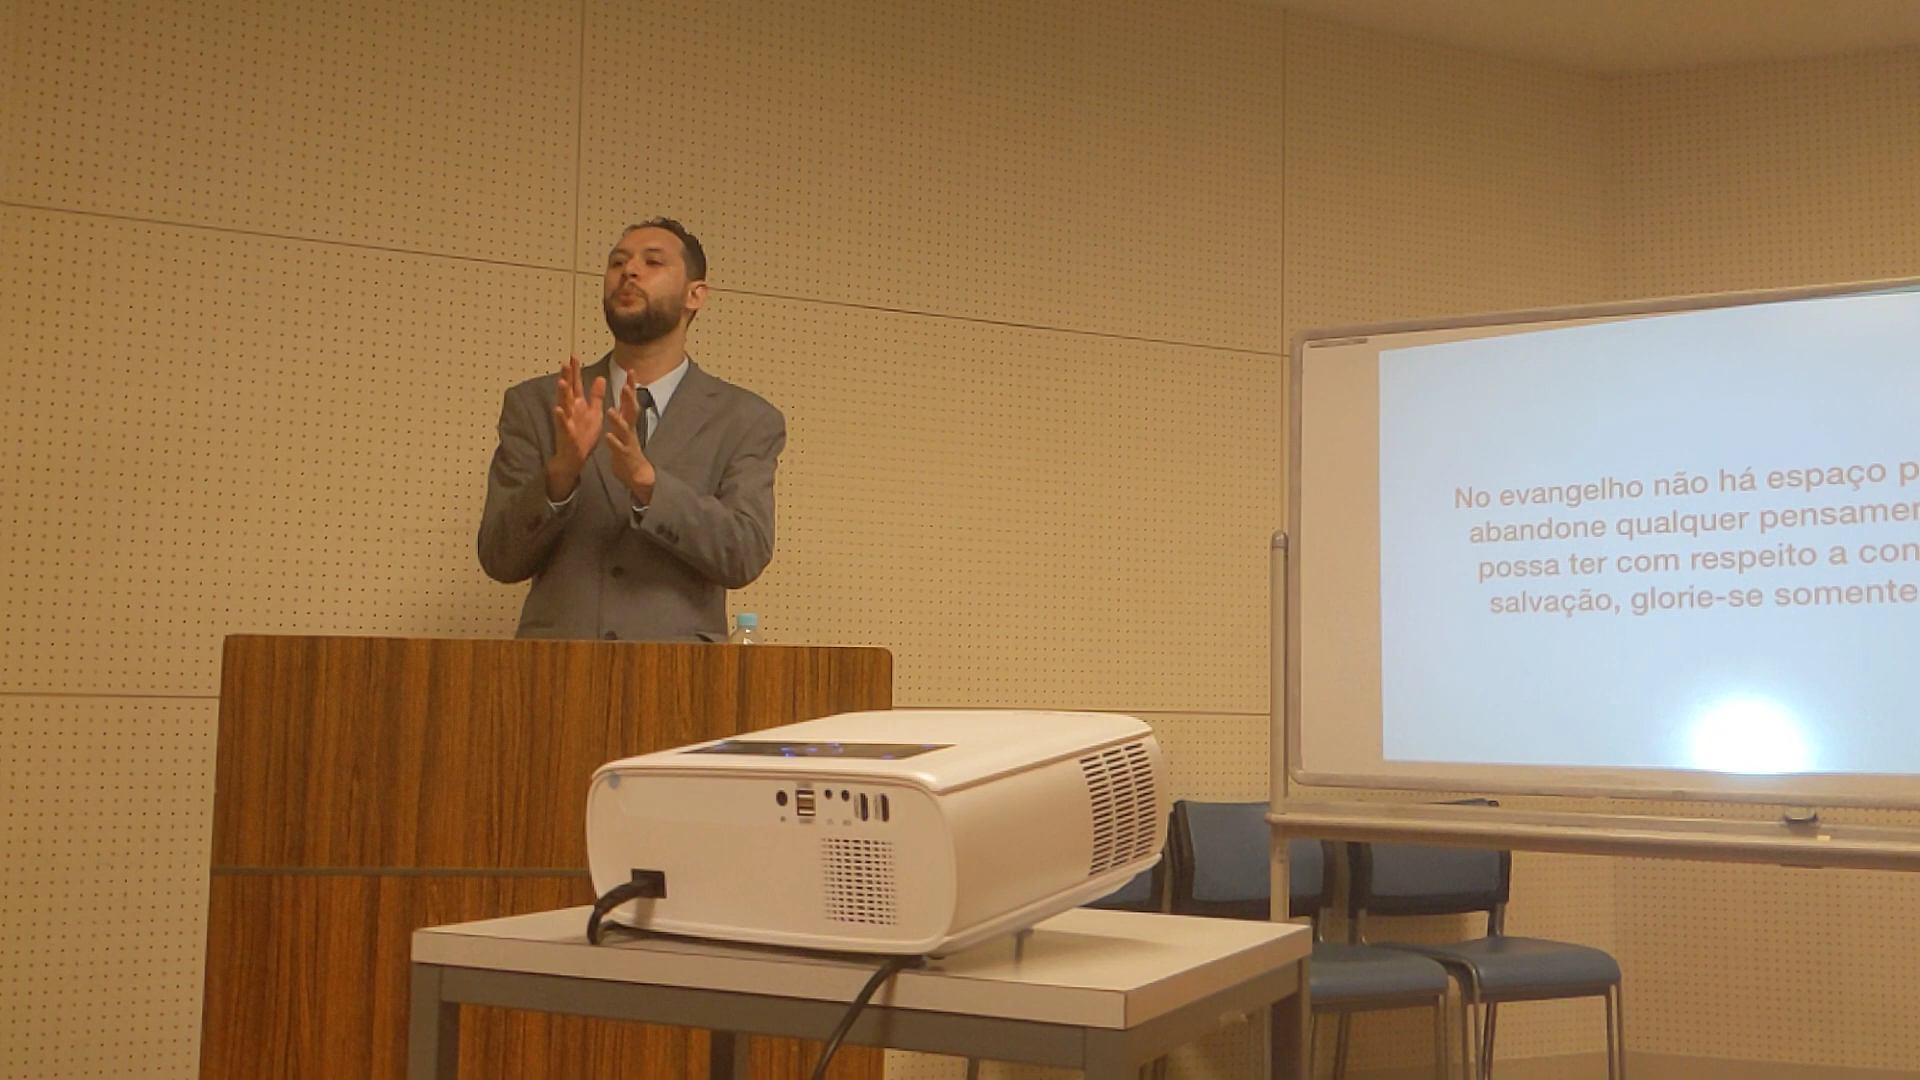 No evangelho não há espaço p
abandone qualquer pensamen
possa ter com respeito a con
salvação, glorie-se somente